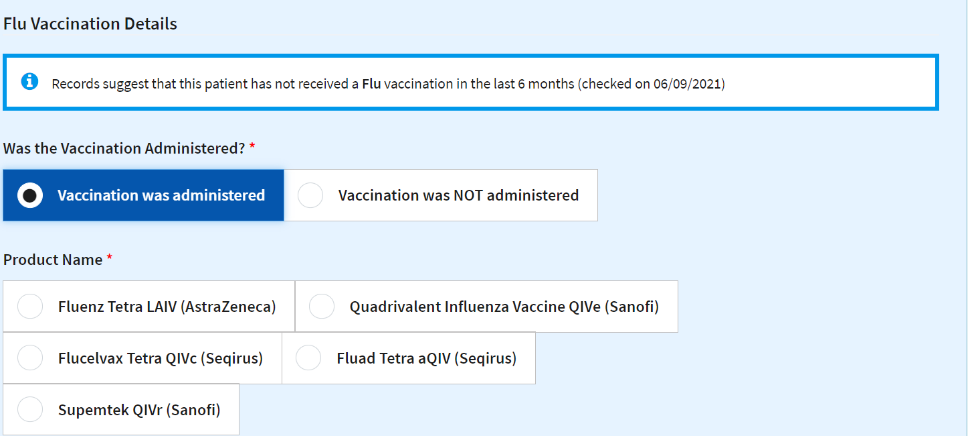 Flu Vaccination Details
Records suggest that this patient has not received a Flu vaccination in the last 6 months (checked on 06/09/2021)
Was the Vaccination Administered? *
Vaccination was administered Vaccination was NOT administered
Product Name *
Fluenz Tetra LAIV (AstraZeneca) Quadrivalent Influenza Vaccine QIVe (Sanofi)
Flucelvax Tetra QIVc (Seqirus) Fluad Tetra aQIV (Seqirus)
Supemtek QIVr (Sanofi)